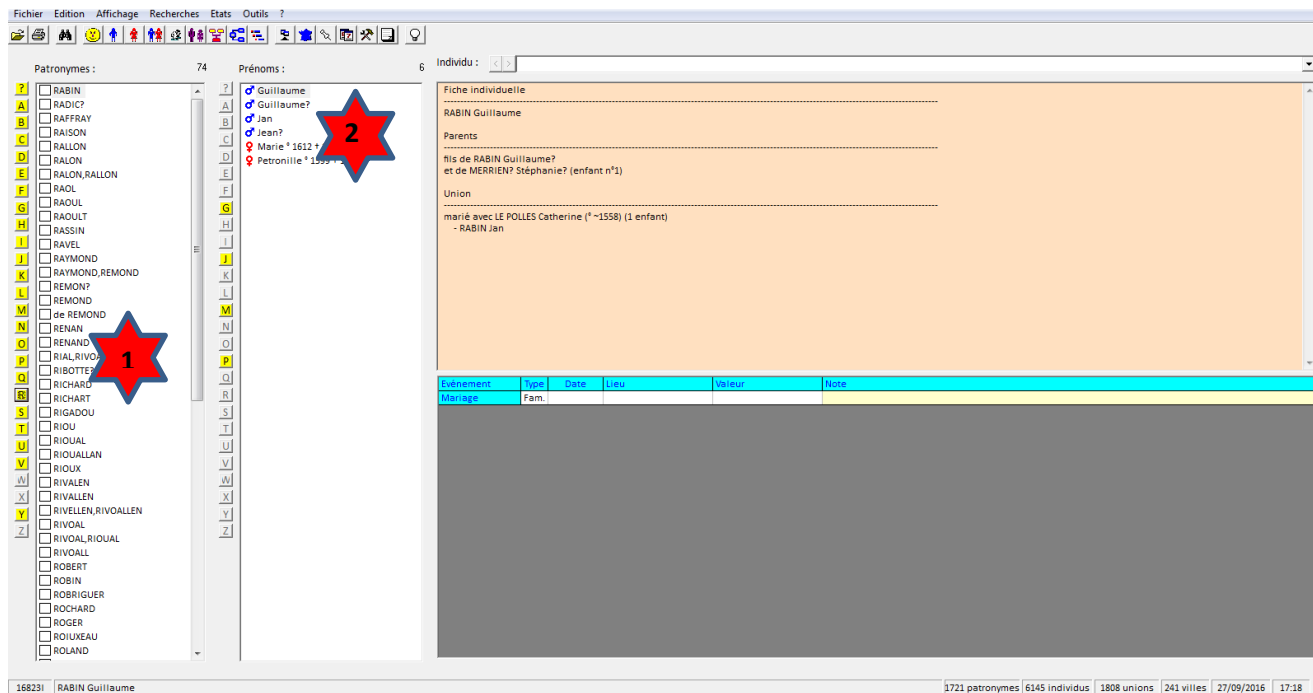 Fichier Edition Affichage Recherches Etats Outils ?
Patronymes : 74
Prénoms : 6
Individu : < >
?
A
B
C
D
E
F
G
H
I
J
K
L
M
N
O
P
Q
R
S
T
U
V
W
X
Y
Z
RABIN
RADIC?
RAFFRAY
RAISON
RALLON
RALON
RALON,RALLON
RAOL
RAOUL
RAOULT
RASSIN
RAVEL
RAYMOND
RAYMOND,REMOND
REMON?
REMOND
de REMOND
RENAN
RENAND
RIBOTTE?
RICHARD
RICHART
RIGADOU
RIOU
RIOUAL
RIOUALLAN
RIOUX
RIVALEN
RIVALLEN
RIVELLEN,RIVOALLEN
RIVOAL
RIVOAL,RIOUAL
RIVOALL
ROBERT
ROBIN
ROBRIGUER
ROCHARD
ROGER
ROIUXEAU
ROLAND
1
?
A
B
C
D
E
F
G
H
I
J
K
L
M
N
O
P
Q
R
S
T
U
V
W
X
Y
Z
♂ Guillaume
♂ Guillaume?
♂ Jan
♂ Jean?
♀ Marie ° 1612 +
♀ Petronille °
2
Fiche individuelle
RABIN Guillaume
Parents
fils de RABIN Guillaume?
et de MERRIEN? Stéphanie? (enfant n°1)
Union
marié avec LE POLLES Catherine (° ~1558) (1 enfant)
- RABIN Jan
Evènement Type Date Lieu Valeur Note
Mariage Fam.
16823I RABIN Guillaume 1721 patronymes 6145 individus 1808 unions 241 villes 27/09/2016 17:18